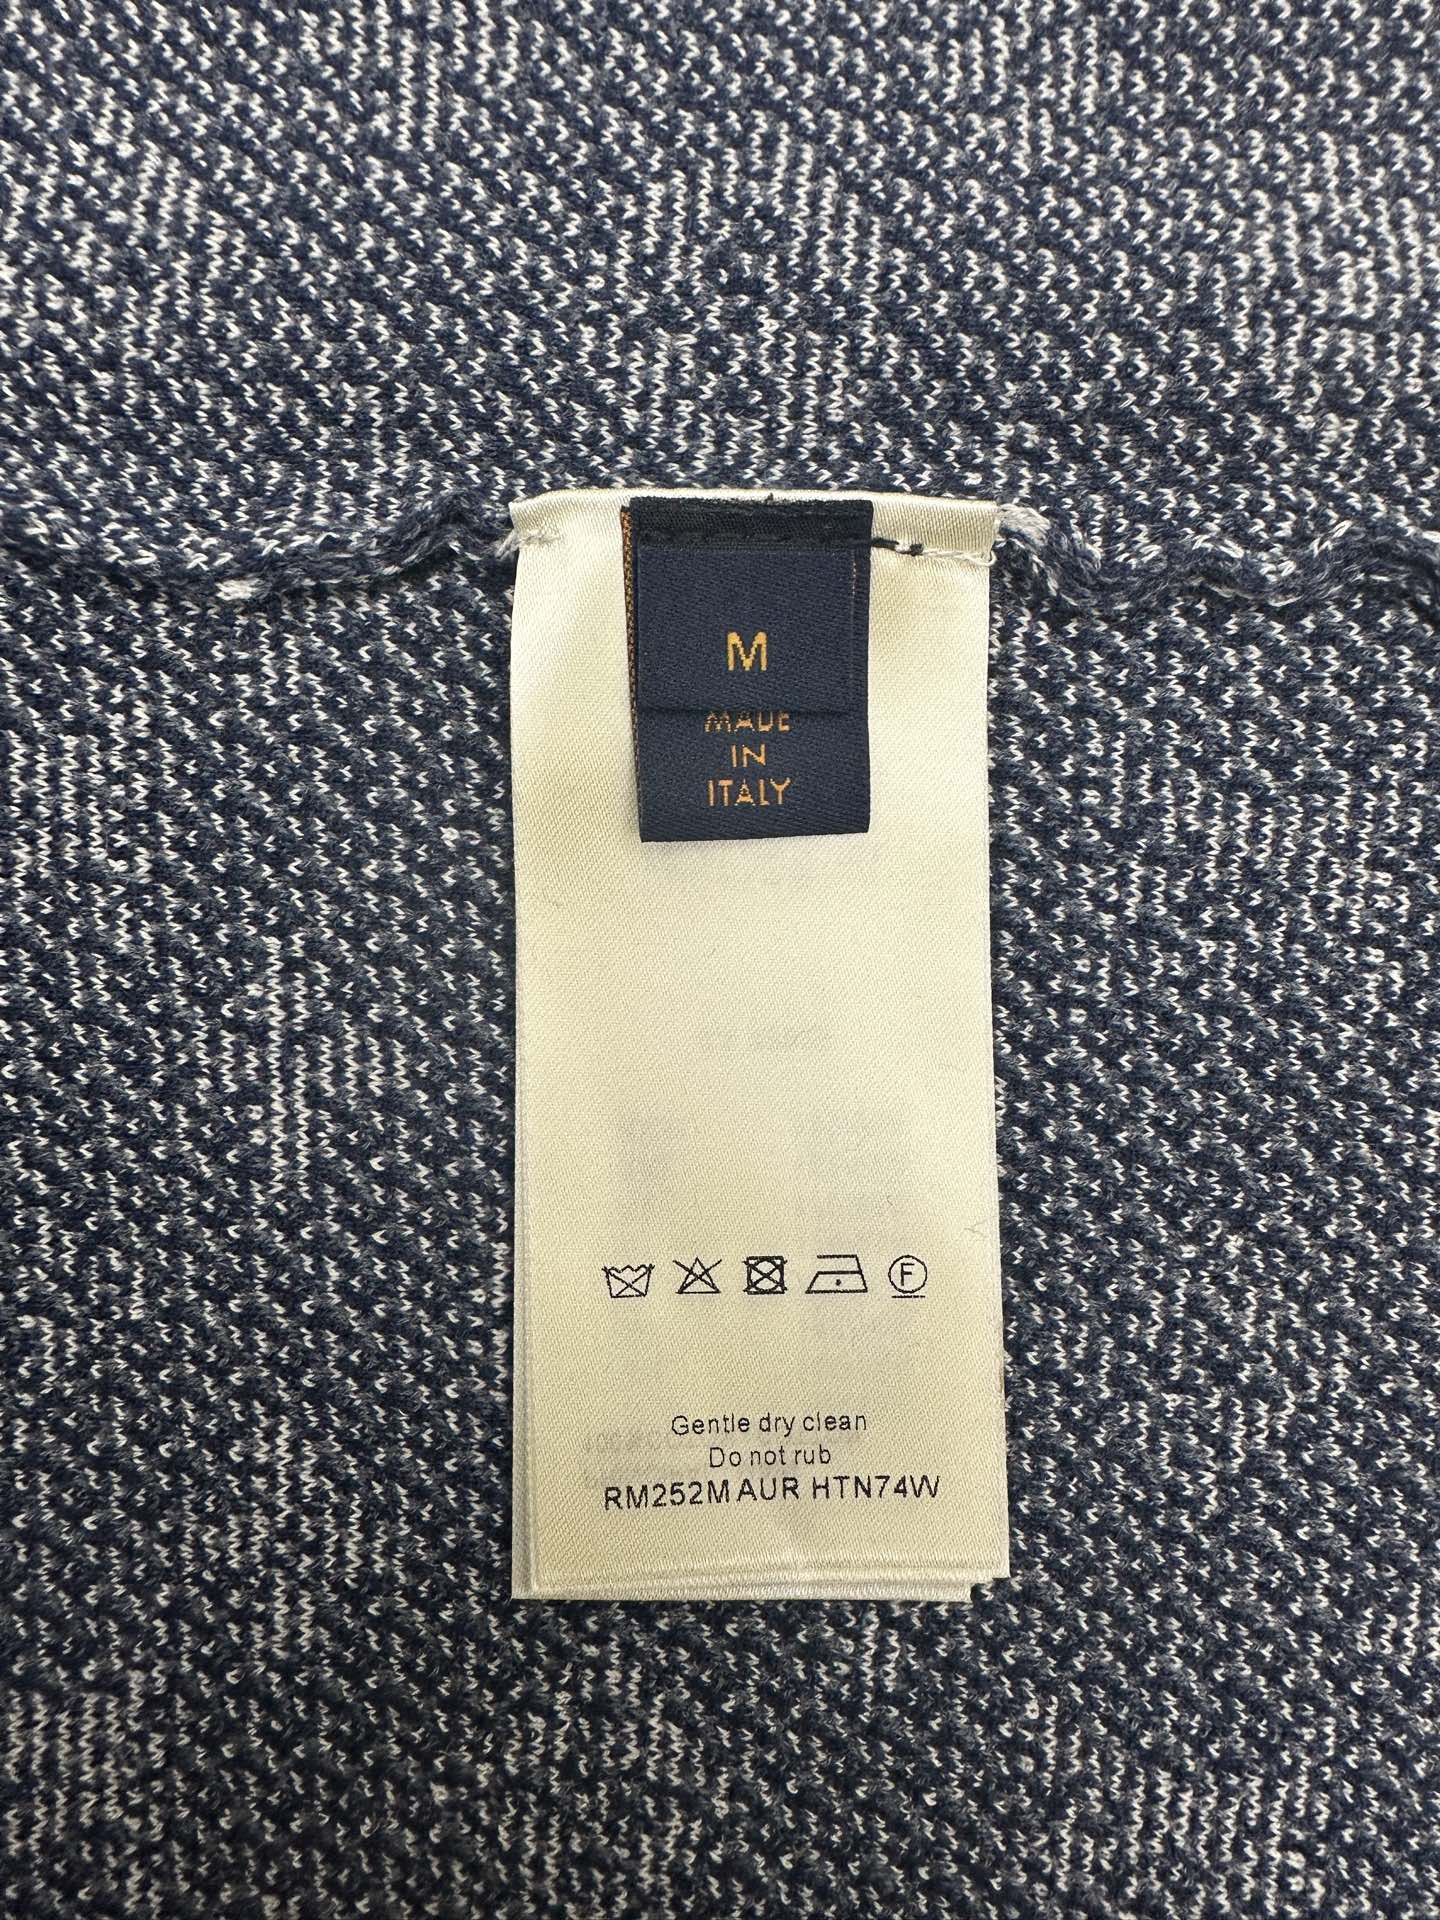 M
MADE
IN
ITALY
F
Gentle dry clean
Do not rub
RM252M AUR HTN74W